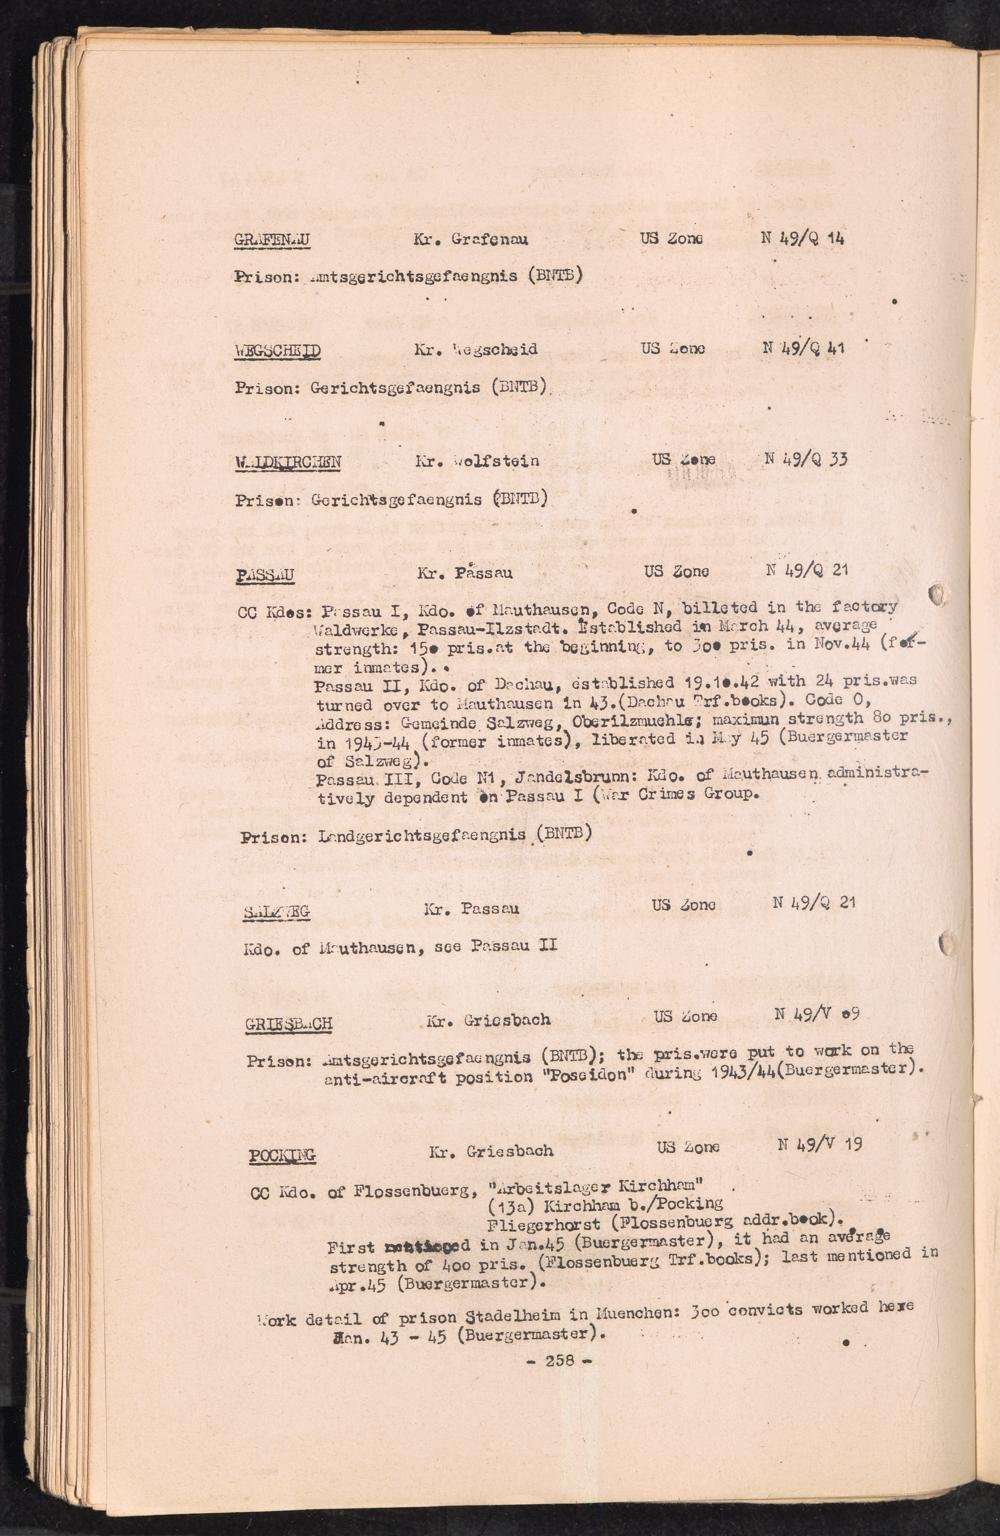 GRAFENAU Kr. Grafenau US Zone N 49/Q 14
Prison: Amtsgerichtsgefaengnis (BNTB)
WEGSCHEID Kr. Wegscheid US Zone N 49/Q 41
Prison: Gerichtsgefaengnis (BNTB)
WALDKIRCHEN Kr. Wolfstein US Zone N 49/Q 33
Prison: Gerichtsgefaengnis (BNTB)
PASSAU Kr. Passau US Zone N 49/Q 21
CC Kdos: Passau I, Kdo. of Mauthausen, Code N, billeted in the factory
Waldwerke, Passau-Ilzstadt. Established in March 44, average
strength: 150 pris.at the beginning, to 300 pris. in Nov.44 (for-
mer inmates)..
Passau II, Kdo. of Dachau, established 19.10.42 with 24 pris.was
turned over to Mauthausen in 43.(Dachau Trf.books). Code O,
Address: Gemeinde Salzweg, Oberilzmuehle; maximun strength 80 pris.,
in 1943-44 (former inmates), liberated in May 45 (Buergermaster
of Salzweg).
Passau III, Code N1, Jandelsbrunn: Kdo. of Mauthausen administra-
tively dependent on Passau I (War Crimes Group.
Prison: Landgerichtsgefaengnis (BNTB)
SALZWEG Kr. Passau US Zone N 49/Q 21
Kdo. of Mauthausen, see Passau II
GRIESBACH Kr. Griesbach US Zone N 49/V 09
Prison: Amtsgerichtsgefaengnis (BNTB); the pris.were put to work on the
anti-aircraft position "Poseidon" during 1943/44(Buergermaster).
POCKING Kr. Griesbach US Zone N 49/V 19
CC Kdo. of Flossenbuerg, "Arbeitslager Kirchham"
(13a) Kirchham b./Pocking
Fliegerhorst (Flossenbuerg addr.book).
First mentioned in Jan.45 (Buergermaster), it had an average
strength of 400 pris. (Flossenbuerg Trf.books); last mentioned in
Apr.45 (Buergermaster).
Work detail of prison Stadelheim in Muenchen: 300 convicts worked here
Jan. 43 - 45 (Buergermaster).
- 258 -